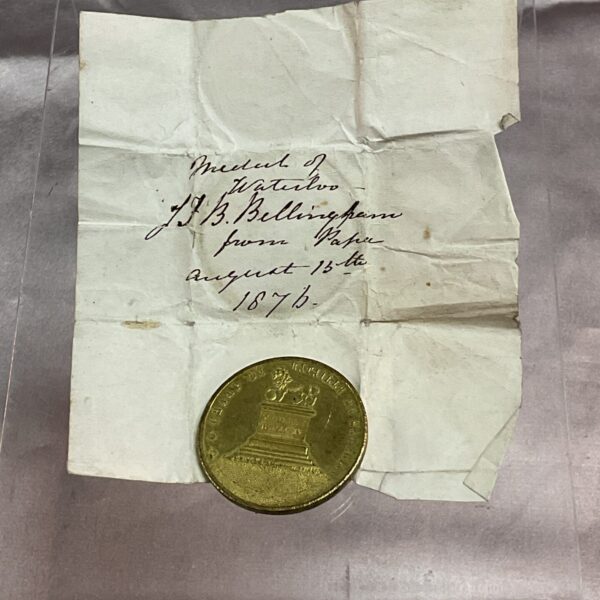 Medal of
Waterloo -
J F B. Bellingham
from Papa
August 15th
1876.